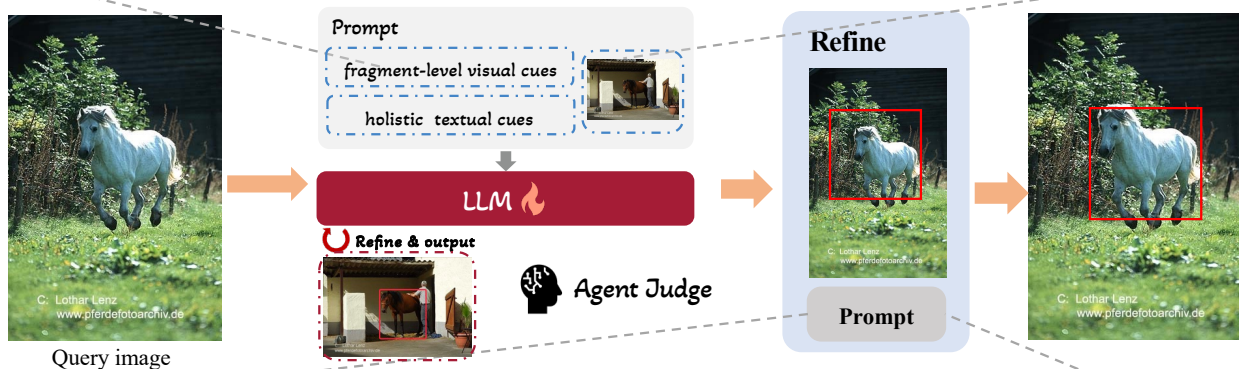 Prompt
fragment-level visual cues
holistic textual cues
LLM
Refine & output
Agent Judge
C: Lothar Lenz
www.pferdefotoarchiv.de
Query image
Refine
Lothar Lenz
www.pferdefotoarchiv.de
Prompt
C: Lothar Lenz
www.pferdefotoarchiv.de